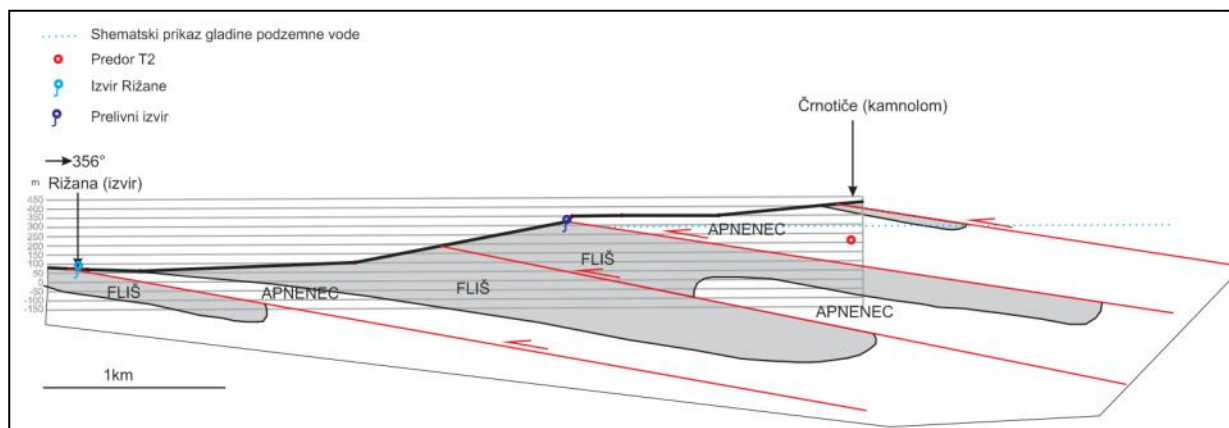 Shematski prikaz gladine podzemne vode
Predor T2
Izvir Rižane
Prelivni izvir
Črnotiče (kamnolom)
356°
m Rižana (izvir)
450
400
350
300
250
200
150
100
50
0
-50
-100
-150
APNENEC
FLIŠ
FLIŠ
APNENEC
FLIŠ
APNENEC
1km